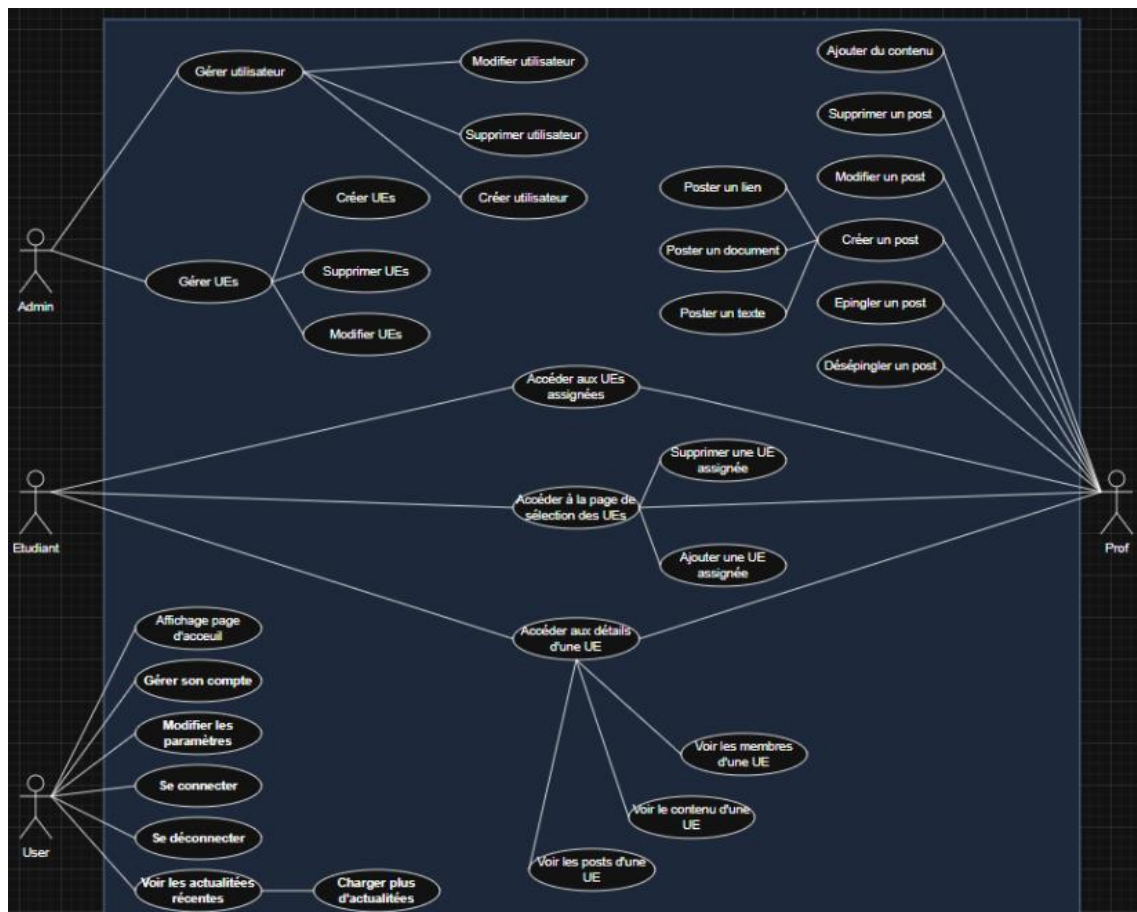 Gérer utilisateur
Modifier utilisateur
Supprimer utilisateur
Créer utilisateur
Créer UEs
Gérer UEs
Supprimer UEs
Modifier UEs
Admin
Ajouter du contenu
Supprimer un post
Modifier un post
Poster un lien
Créer un post
Poster un document
Poster un texte
Epingler un post
Désépingler un post
Accéder aux UEs
assignées
Supprimer une UE
assignée
Accéder à la page de
sélection des UEs
Ajouter une UE
assignée
Etudiant
Prof
Accéder aux détails
d'une UE
Voir les membres
d'une UE
Voir le contenu d'une
UE
Voir les posts d'une
UE
Affichage page
d'acceuil
Gérer son compte
Modifier les
paramètres
Se connecter
Se déconnecter
User
Voir les actualitées
récentes
Charger plus
d'actualitées